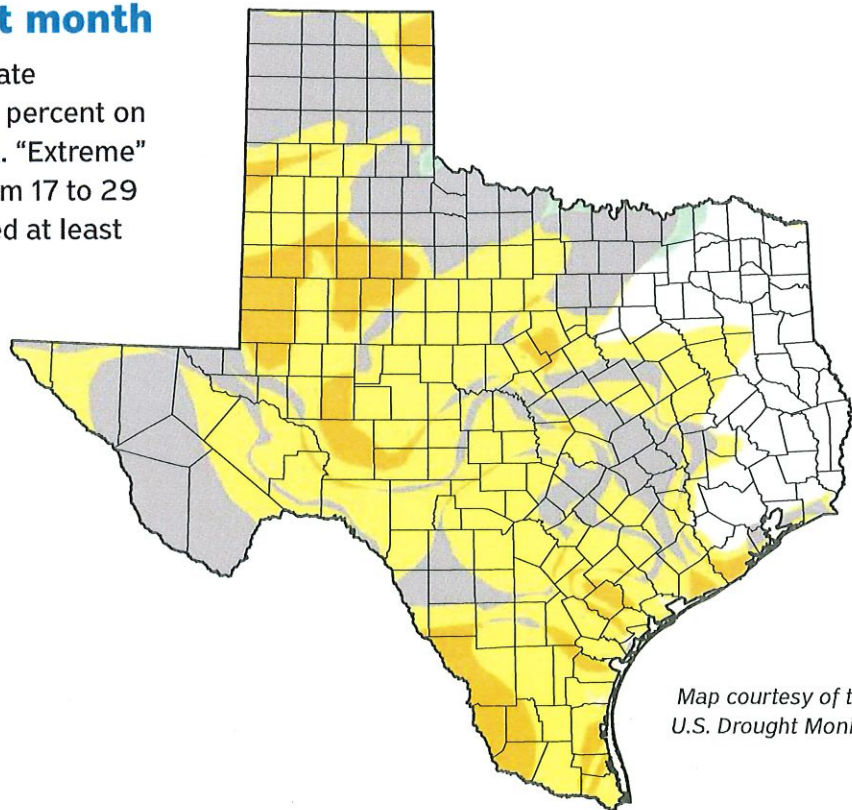 t month
ate
percent on
. “Extreme”
m 17 to 29
ed at least
Map courtesy of t
U.S. Drought Moni